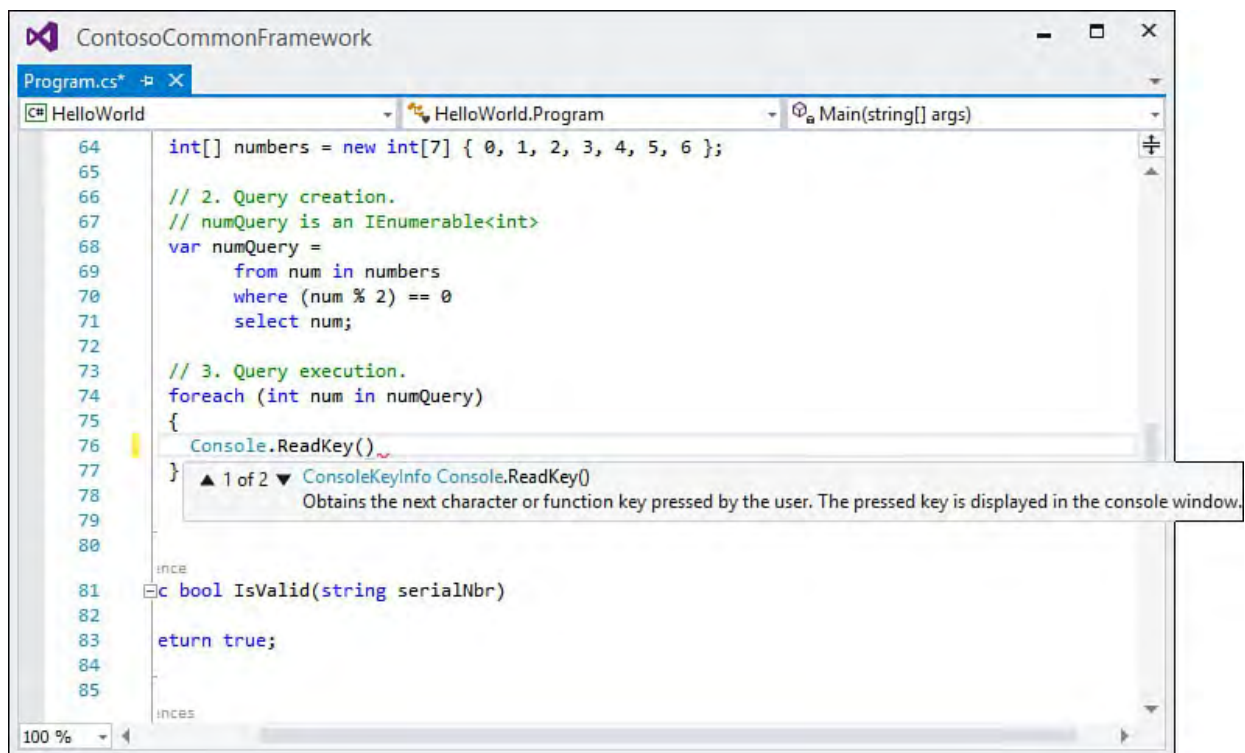 ContosoCommonFramework
Program.cs*
C# HelloWorld HelloWorld.Program Main(string[] args)
64 int[] numbers = new int[7] { 0, 1, 2, 3, 4, 5, 6 };
65
66 // 2. Query creation.
67 // numQuery is an IEnumerable<int>
68 var numQuery =
69 from num in numbers
70 where (num % 2) == 0
71 select num;
72
73 // 3. Query execution.
74 foreach (int num in numQuery)
75 {
76 Console.ReadKey()
77 }
▲ 1 of 2 ▼ ConsoleKeyInfo Console.ReadKey()
78
Obtains the next character or function key pressed by the user. The pressed key is displayed in the console window.
79
80
ence
81 c bool IsValid(string serialNbr)
82
83 eturn true;
84
85
ences
100 %